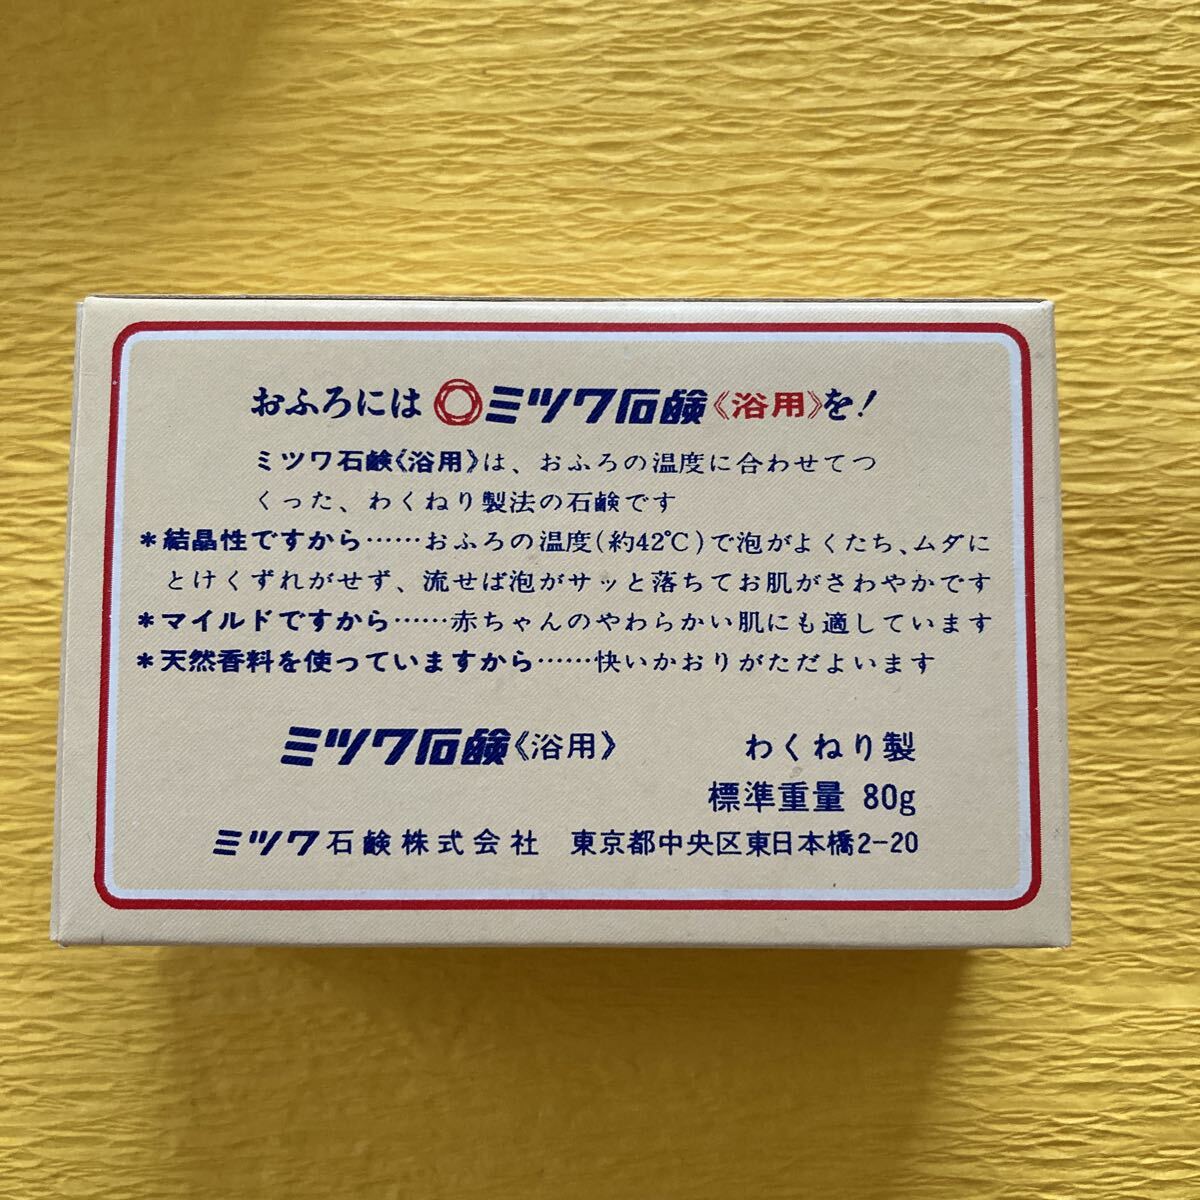 おふろにはミツワ石鹸《浴用》を!
ミツワ石鹸《浴用》は、おふろの温度に合わせてつ
くった、わくねり製法の石鹸です
*結晶性ですから……おふろの温度(約42℃)で泡がよくたち、ムダに
とけくずれがせず、流せば泡がサッと落ちてお肌がさわやかです
*マイルドですから……赤ちゃんのやわらかい肌にも適しています
*天然香料を使っていますから……快いかおりがただよいます
ミツワ石鹸《浴用》 わくねり製
標準重量 80g
ミツワ石鹸株式会社 東京都中央区東日本橋2-20